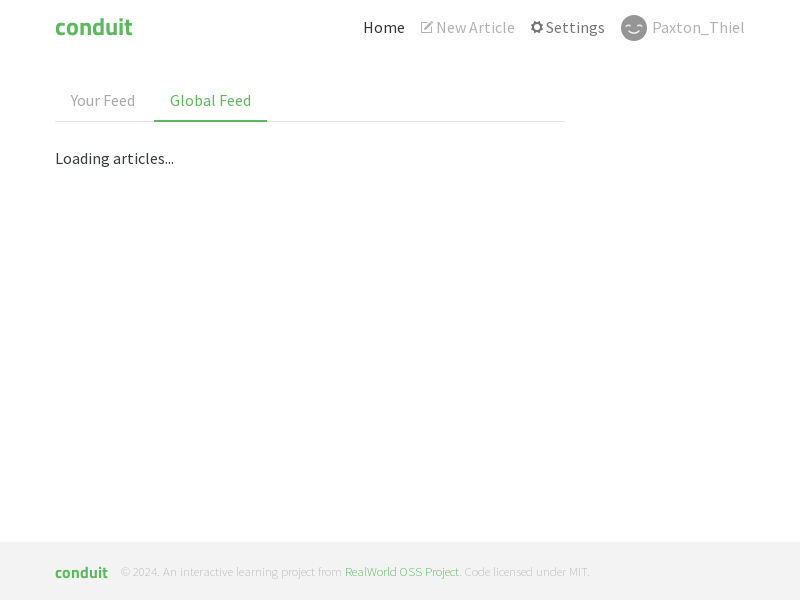 conduit
Home New Article Settings Paxton_Thiel
Your Feed Global Feed
Loading articles...
conduit © 2024. An interactive learning project from RealWorld OSS Project. Code licensed under MIT.